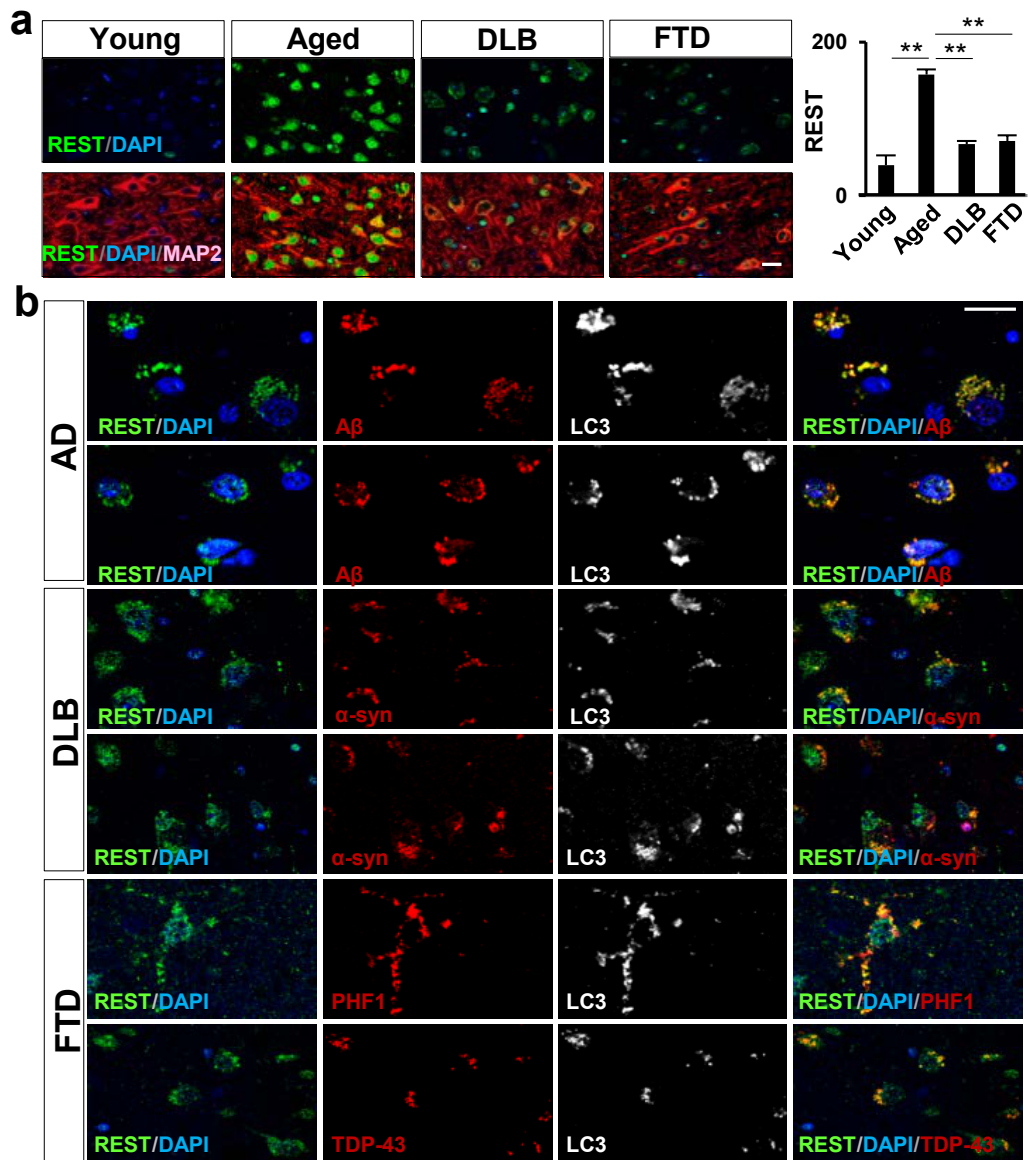 a
Young Aged DLB FTD
REST/DAPI
REST/DAPI/MAP2
200
0
REST
** ** **
Young Aged DLB FTD
b
AD
REST/DAPI Aβ LC3 REST/DAPI/Aβ
REST/DAPI Aβ LC3 REST/DAPI/Aβ
DLB
REST/DAPI α-syn LC3 REST/DAPI/α-syn
REST/DAPI α-syn LC3 REST/DAPI/α-syn
FTD
REST/DAPI PHF1 LC3 REST/DAPI/PHF1
REST/DAPI TDP-43 LC3 REST/DAPI/TDP-43